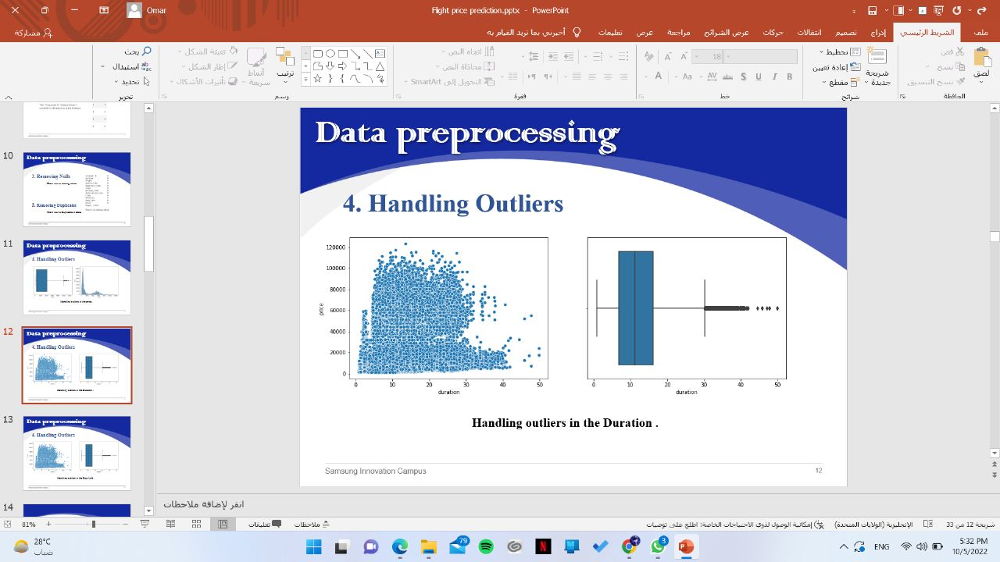 Omar
Flight price prediction.pptx - PowerPoint
ملف
الشريط الرئيسي
إدراج
تصميم
انتقالات
حركات
عرض الشرائح
مراجعة
عرض
تعليمات
أخبرني بما تريد القيام به
مشاركة
لصق
قص
نسخ
نسخ التنسيق
الحافظة
شريحة جديدة
تخطيط
إعادة تعيين
مقطع
شرائح
18
خط
اتجاه النص
محاذاة النص
التحويل إلى SmartArt
فقرة
ترتيب
أنماط سريعة
تعبئة الشكل
إطار الشكل
تأثيرات الأشكال
رسم
بحث
استبدال
تحديد
تحرير
10
Data preprocessing
2. Removing Nulls
3. Removing Duplicates
11
Data preprocessing
4. Handling Outliers
12
Data preprocessing
4. Handling Outliers
13
Data preprocessing
4. Handling Outliers
14
Data preprocessing
4. Handling Outliers
120000
100000
80000
60000
40000
20000
0
price
0 10 20 30 40 50
duration
0 10 20 30 40 50
duration
Handling outliers in the Duration .
Samsung Innovation Campus
12
انقر لإضافة ملاحظات
شريحة 12 من 33
الإنجليزية (الولايات المتحدة)
إمكانية الوصول لذوي الاحتياجات الخاصة: اطلع على توصيات
ملاحظات
تعليقات
81%
28°C
ضباب
79
3
ENG
5:32 PM
10/5/2022